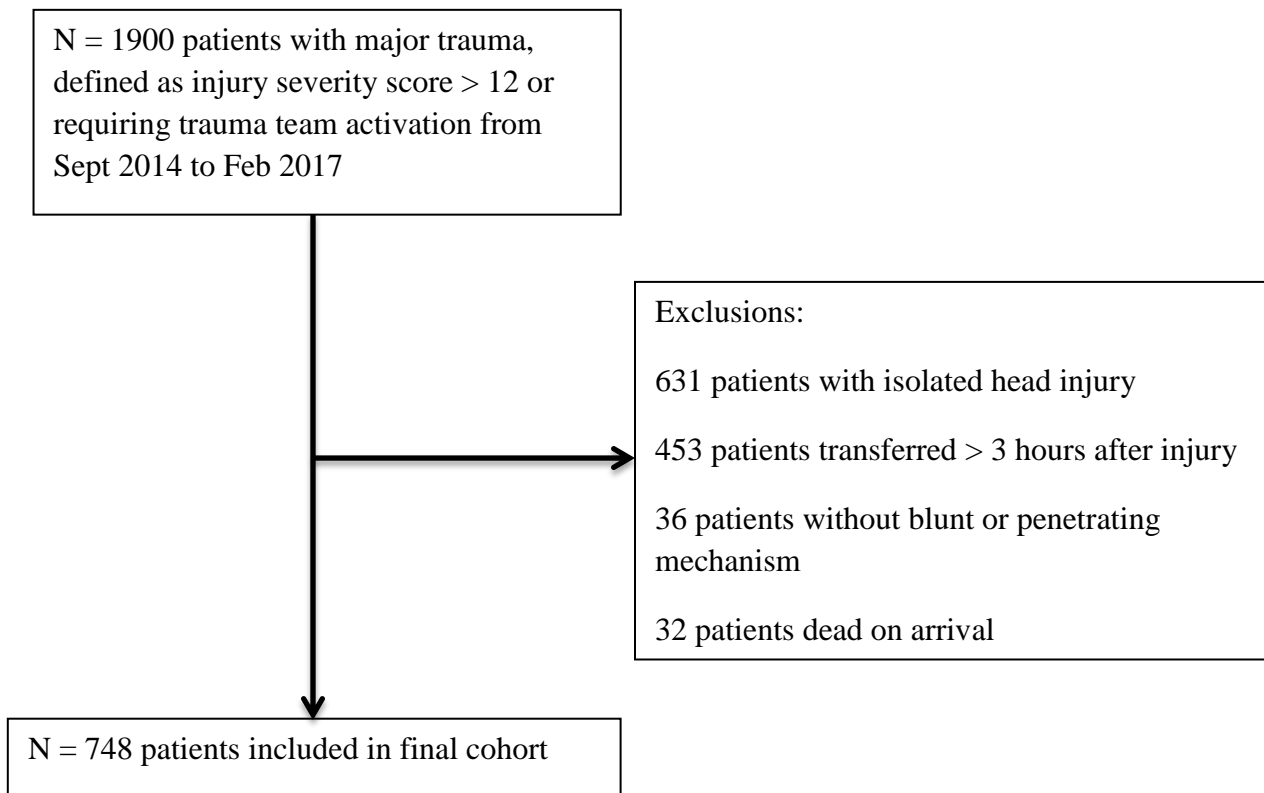 N = 1900 patients with major trauma,
defined as injury severity score > 12 or
requiring trauma team activation from
Sept 2014 to Feb 2017
Exclusions:
631 patients with isolated head injury
453 patients transferred > 3 hours after injury
36 patients without blunt or penetrating
mechanism
32 patients dead on arrival
N = 748 patients included in final cohort